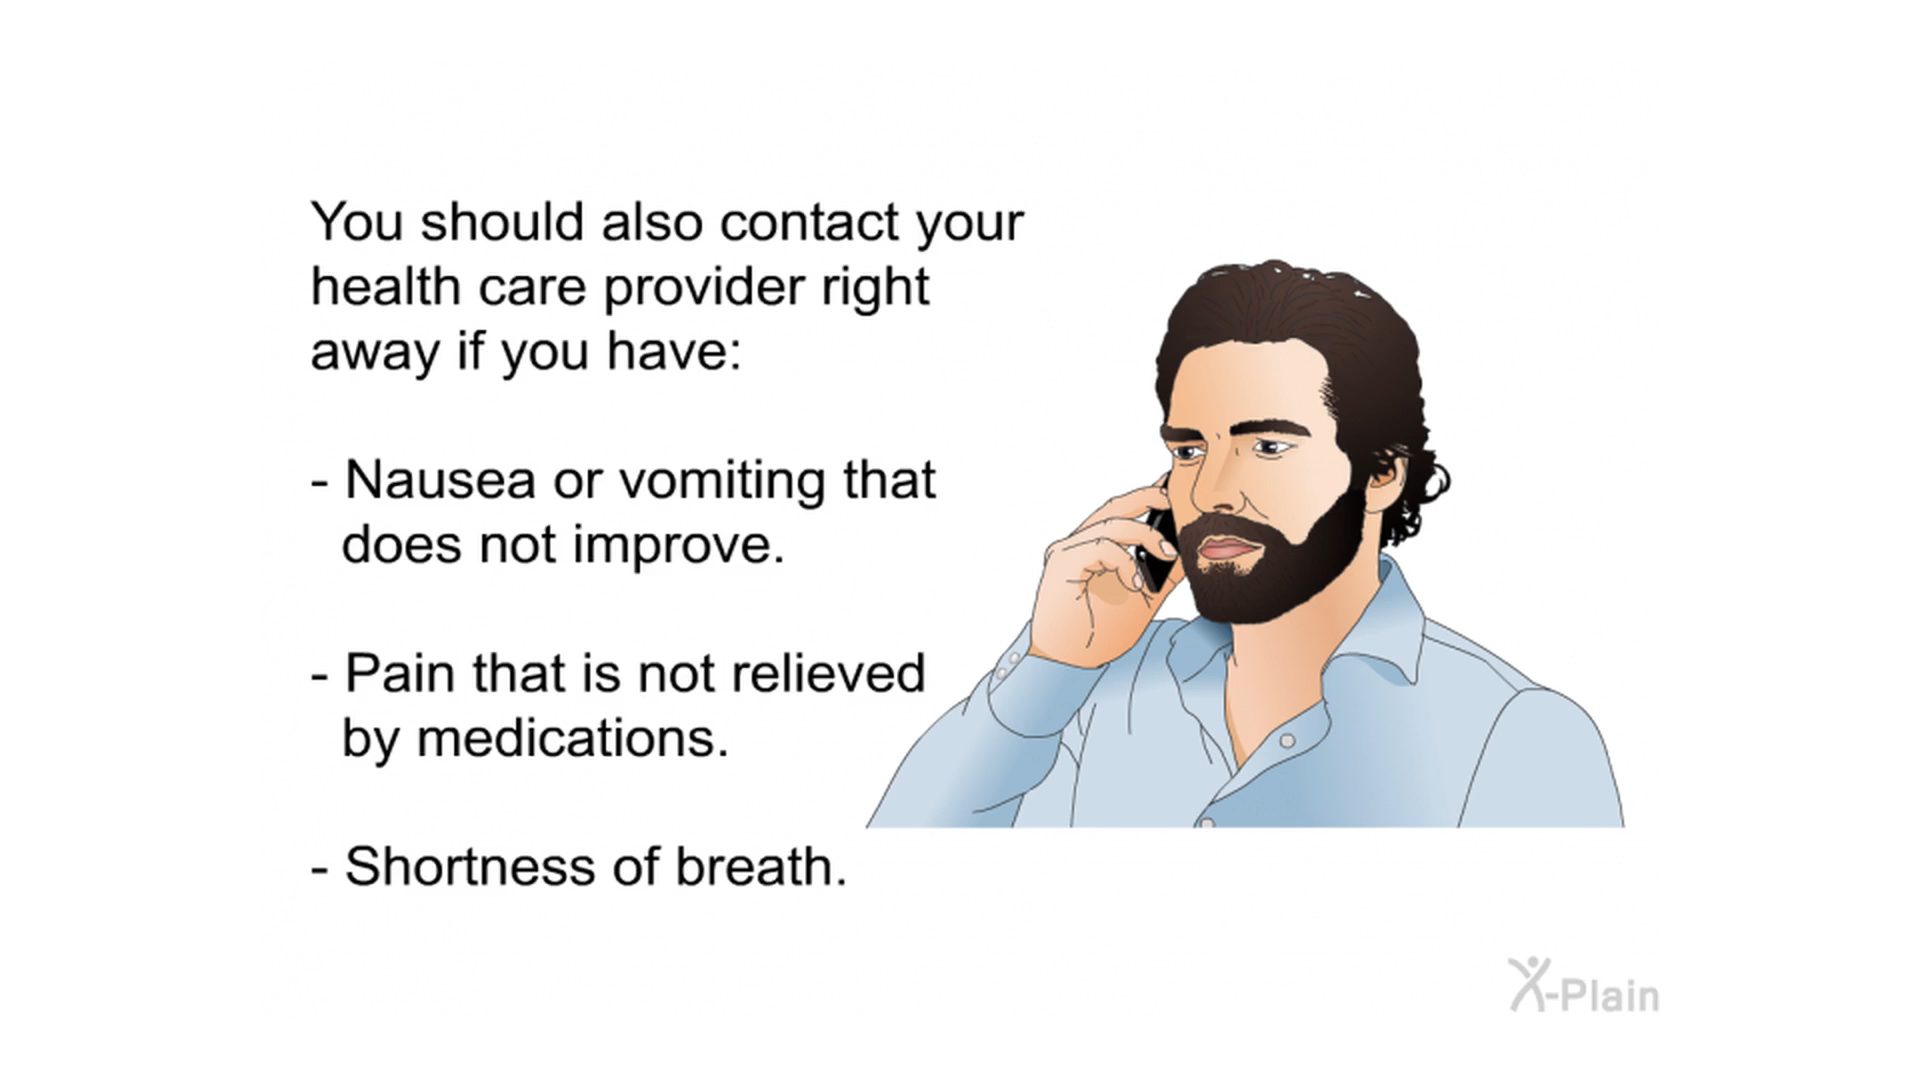 You should also contact your
health care provider right
away if you have:
- Nausea or vomiting that
does not improve.
- Pain that is not relieved
by medications.
- Shortness of breath.
X-Plain